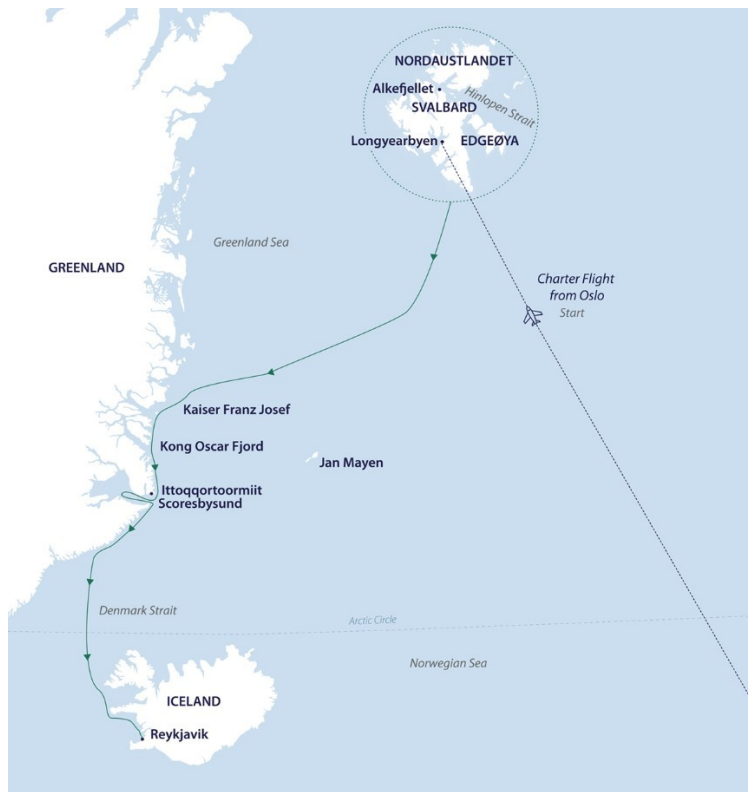 NORDAUSTLANDET
Alkefjellet
Hinlopen Strait
SVALBARD
Longyearbyen
EDGEØYA
Greenland Sea
GREENLAND
Charter Flight
from Oslo
Start
Kaiser Franz Josef
Kong Oscar Fjord
Jan Mayen
Ittoqqortoormiit
Scoresbysund
Denmark Strait
Arctic Circle
Norwegian Sea
ICELAND
Reykjavik